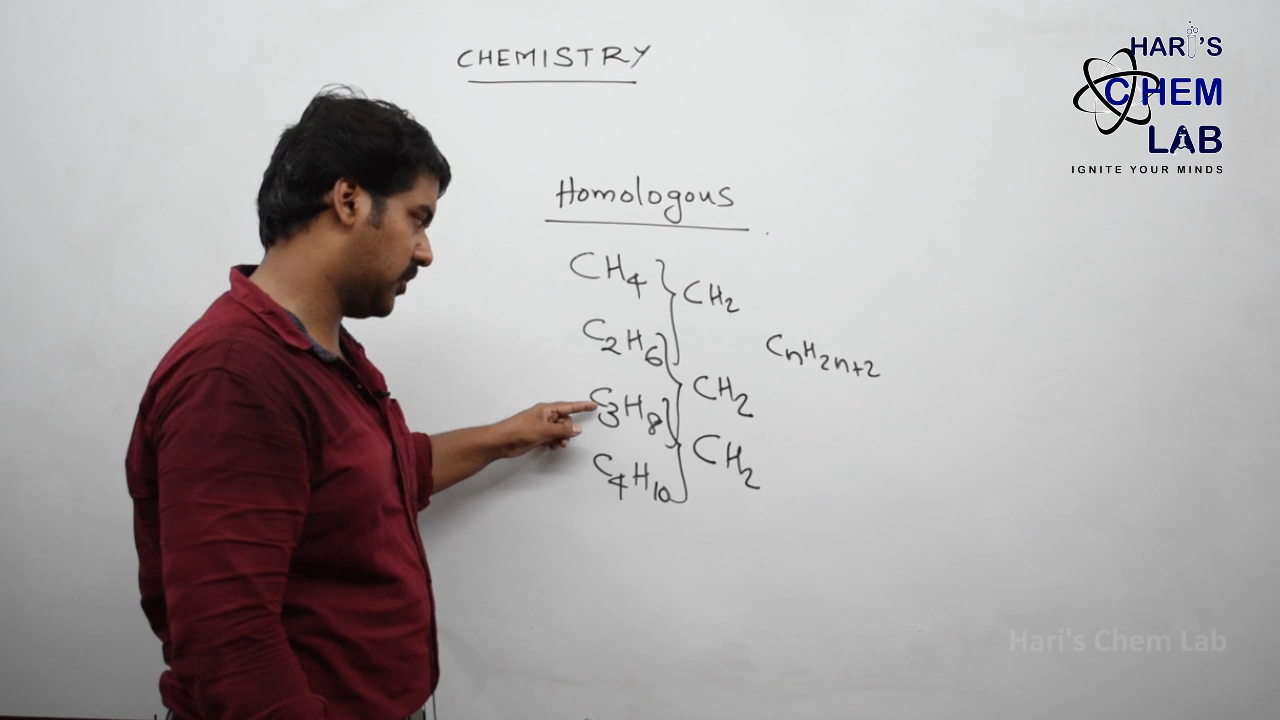 CHEMISTRY
HARI'S
CHEM
LAB
IGNITE YOUR MINDS
Homologous
CH4
CH2
C2H6
CnH2n+2
CH2
C3H8
CH2
C4H10
Hari's Chem Lab